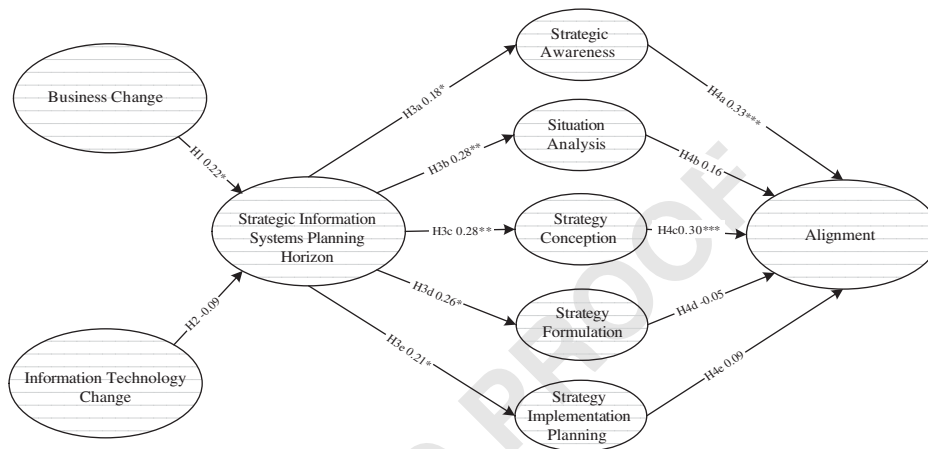 Strategic
Awareness
Business Change
H3a 0.18*
H4a 0.33***
Situation
Analysis
H1 0.22*
H3b 0.28**
H4b 0.16
Strategic Information
Systems Planning
Horizon
H3c 0.28**
Strategy
Conception
H4c0.30***
Alignment
H2 -0.09
H3d 0.26*
Strategy
Formulation
H4d -0.05
Information Technology
Change
H3e 0.21*
H4e 0.09
Strategy
Implementation
Planning
PROOF